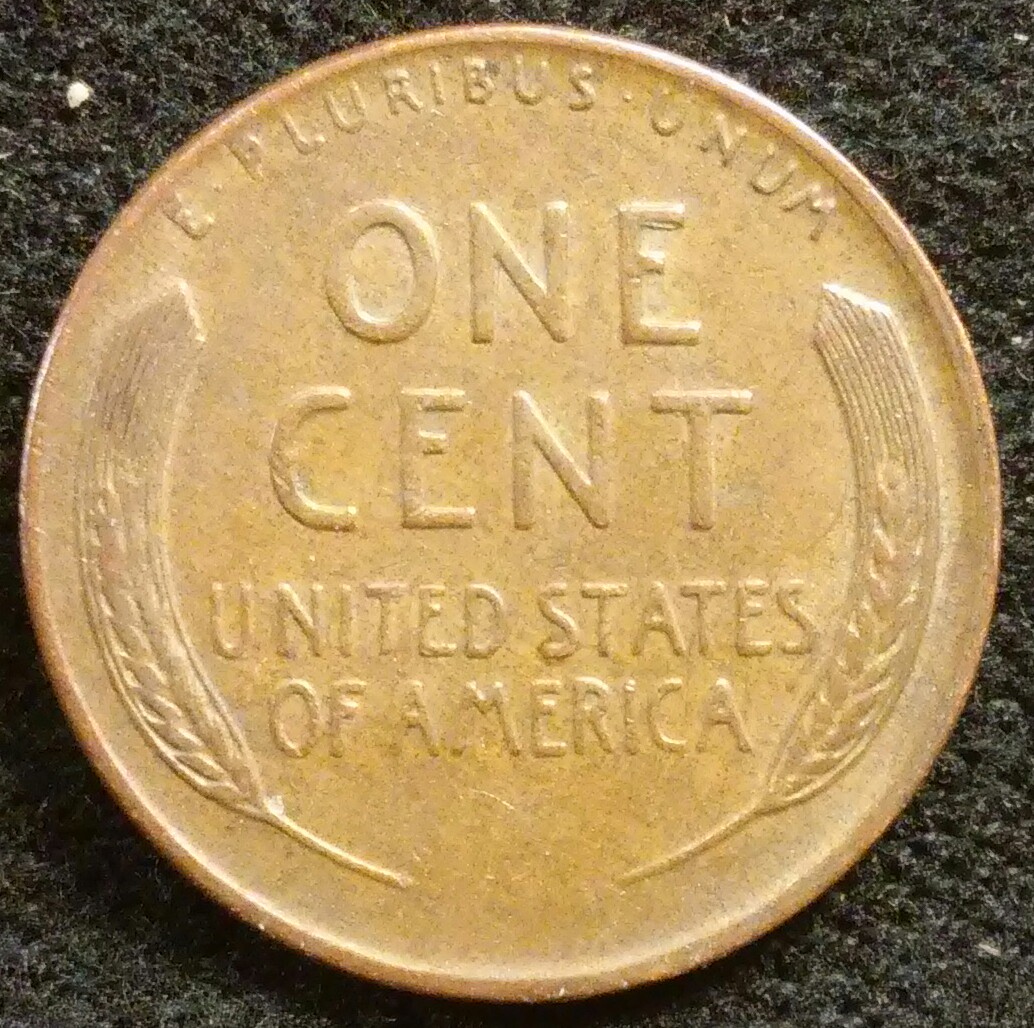 E · PLURIBUS · UNUM
ONE
CENT
UNITED STATES
OF AMERICA